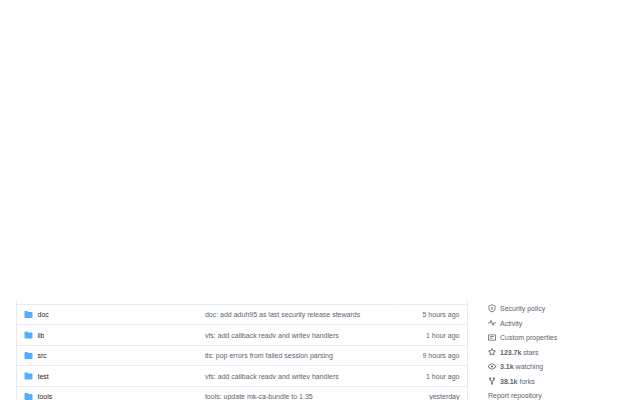 doc doc: add aduh95 as last security release stewards 5 hours ago
lib vfs: add callback readv and writev handlers 1 hour ago
src tls: pop errors from failed session parsing 9 hours ago
test vfs: add callback readv and writev handlers 1 hour ago
tools tools: update mk-ca-bundle to 1.35 yesterday
Security policy
Activity
Custom properties
123.7k stars
3.1k watching
38.1k forks
Report repository